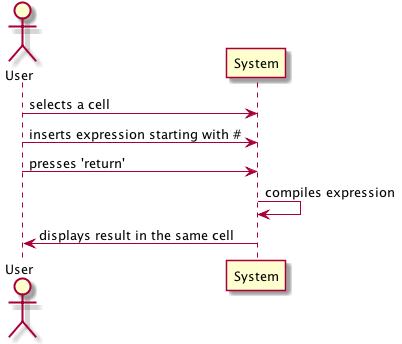 User
System
selects a cell
inserts expression starting with #
presses 'return'
compiles expression
displays result in the same cell
User
System